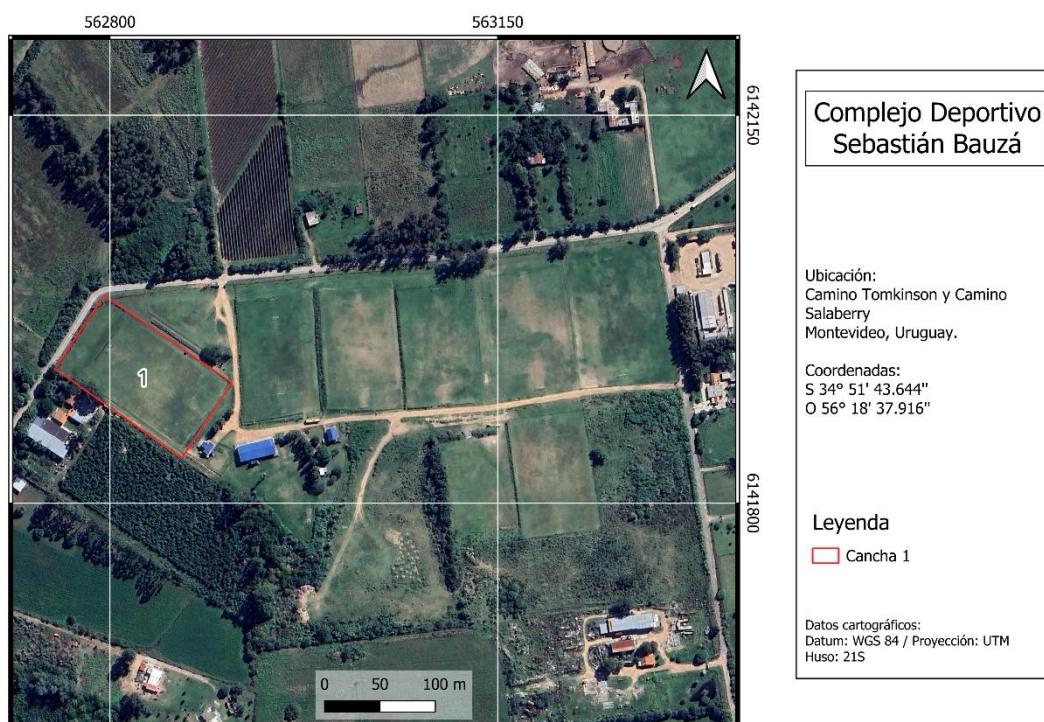 562800
563150
6142150
6141800
1
0 50 100 m
Complejo Deportivo
Sebastián Bauzá
Ubicación:
Camino Tomkinson y Camino
Salaberry
Montevideo, Uruguay.
Coordenadas:
S 34° 51' 43.644"
O 56° 18' 37.916"
Leyenda
Cancha 1
Datos cartográficos:
Datum: WGS 84 / Proyección: UTM
Huso: 21S